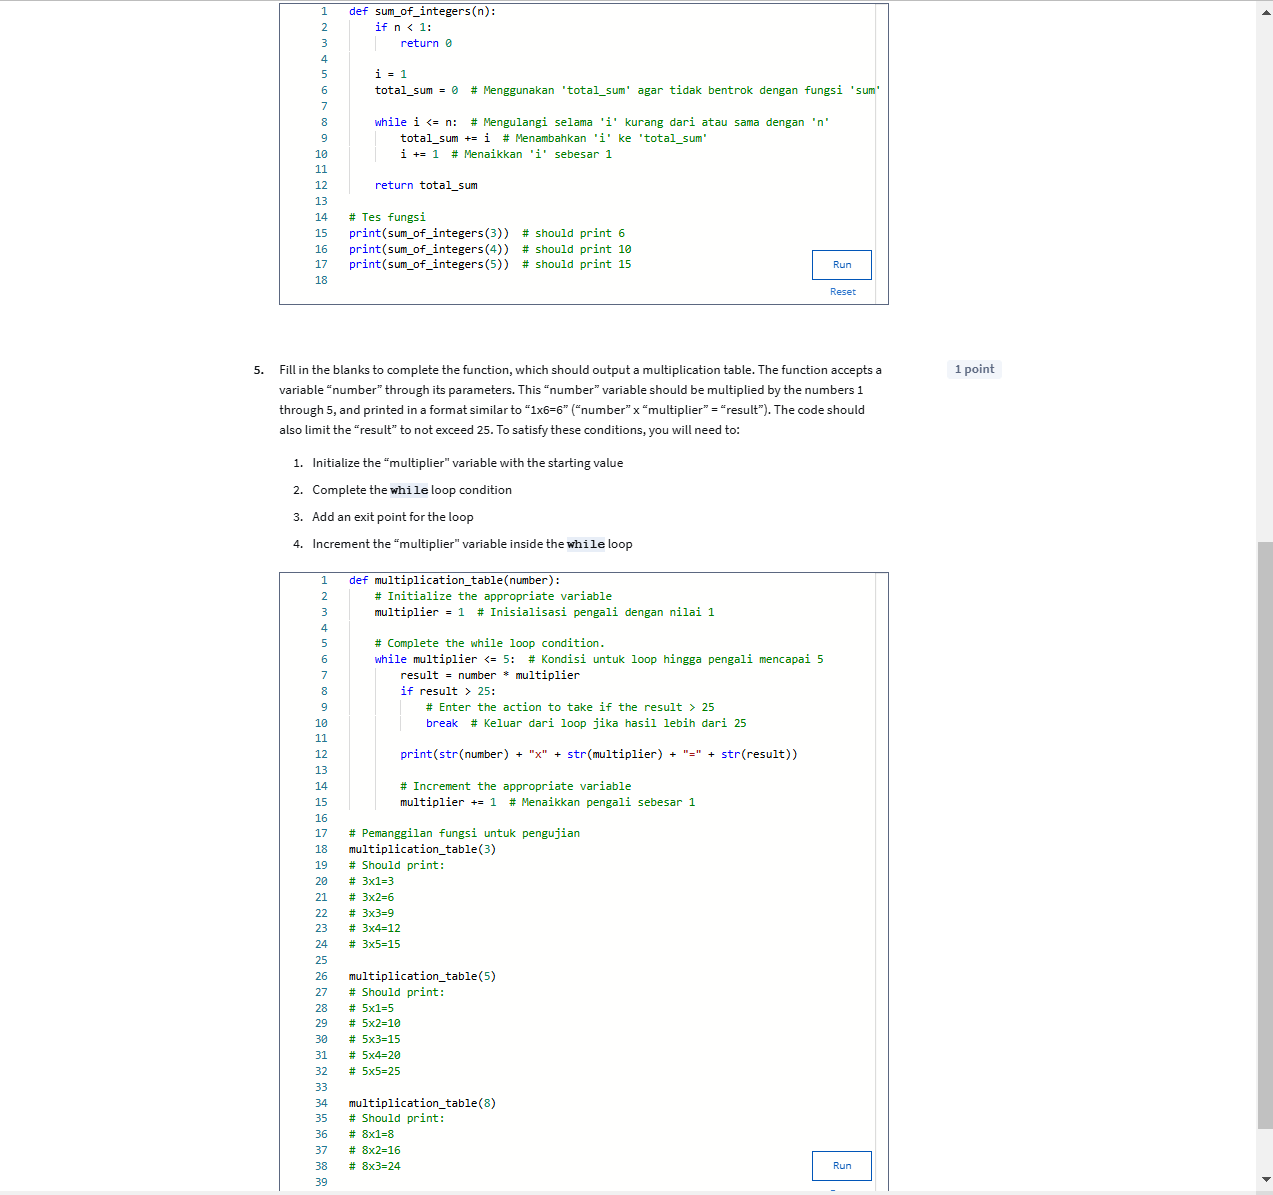 1 def sum_of_integers(n):
2 if n < 1:
3 return 0
4
5 i = 1
6 total_sum = 0 # Menggunakan 'total_sum' agar tidak bentrok dengan fungsi 'sum'
7
8 while i <= n: # Mengulangi selama 'i' kurang dari atau sama dengan 'n'
9 total_sum += i # Menambahkan 'i' ke 'total_sum'
10 i += 1 # Menaikkan 'i' sebesar 1
11
12 return total_sum
13
14 # Tes fungsi
15 print(sum_of_integers(3)) # should print 6
16 print(sum_of_integers(4)) # should print 10
17 print(sum_of_integers(5)) # should print 15
18
Run
Reset
5. Fill in the blanks to complete the function, which should output a multiplication table. The function accepts a
variable “number” through its parameters. This “number” variable should be multiplied by the numbers 1
through 5, and printed in a format similar to “1x6=6” (“number” x “multiplier” = “result”). The code should
also limit the “result” to not exceed 25. To satisfy these conditions, you will need to:
1 point
1. Initialize the “multiplier” variable with the starting value
2. Complete the while loop condition
3. Add an exit point for the loop
4. Increment the “multiplier” variable inside the while loop
1 def multiplication_table(number):
2 # Initialize the appropriate variable
3 multiplier = 1 # Inisialisasi pengali dengan nilai 1
4
5 # Complete the while loop condition.
6 while multiplier <= 5: # Kondisi untuk loop hingga pengali mencapai 5
7 result = number * multiplier
8 if result > 25:
9 # Enter the action to take if the result > 25
10 break # Keluar dari loop jika hasil lebih dari 25
11
12 print(str(number) + "x" + str(multiplier) + "=" + str(result))
13
14 # Increment the appropriate variable
15 multiplier += 1 # Menaikkan pengali sebesar 1
16
17 # Pemanggilan fungsi untuk pengujian
18 multiplication_table(3)
19 # Should print:
20 # 3x1=3
21 # 3x2=6
22 # 3x3=9
23 # 3x4=12
24 # 3x5=15
25
26 multiplication_table(5)
27 # Should print:
28 # 5x1=5
29 # 5x2=10
30 # 5x3=15
31 # 5x4=20
32 # 5x5=25
33
34 multiplication_table(8)
35 # Should print:
36 # 8x1=8
37 # 8x2=16
38 # 8x3=24
39
Run